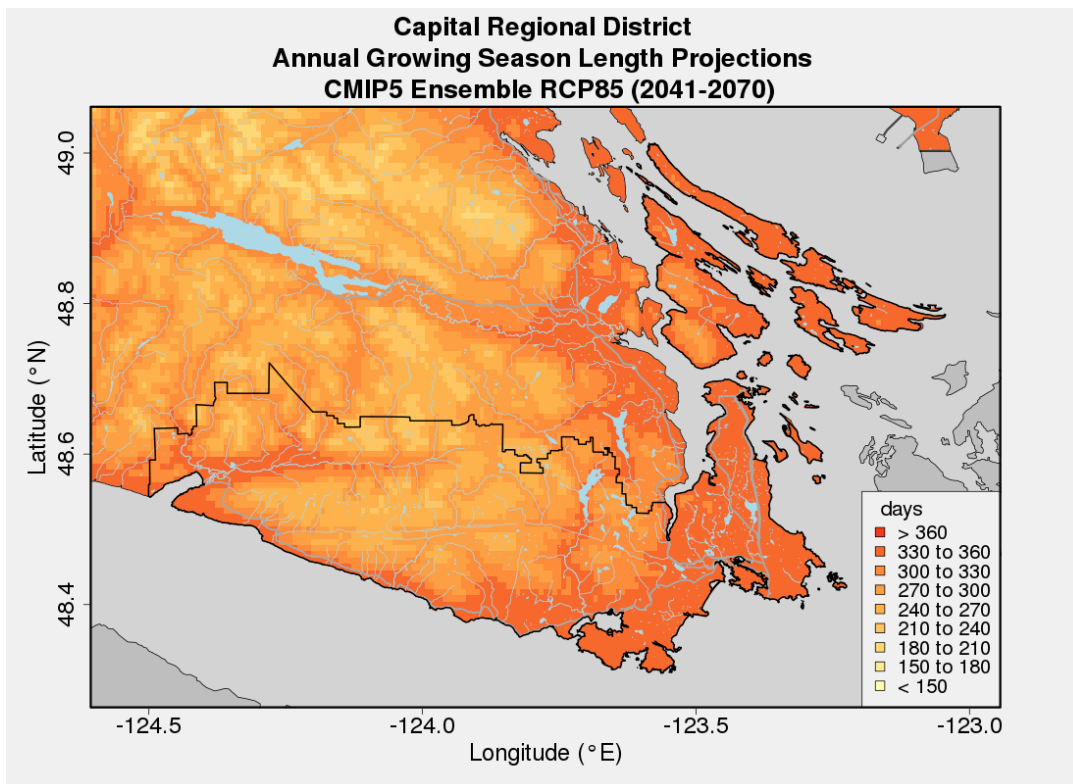 Capital Regional District
Annual Growing Season Length Projections
CMIP5 Ensemble RCP85 (2041-2070)
Latitude (°N)
49.0
48.8
48.6
48.4
days
> 360
330 to 360
300 to 330
270 to 300
240 to 270
210 to 240
180 to 210
150 to 180
< 150
-124.5
-124.0
-123.5
-123.0
Longitude (°E)